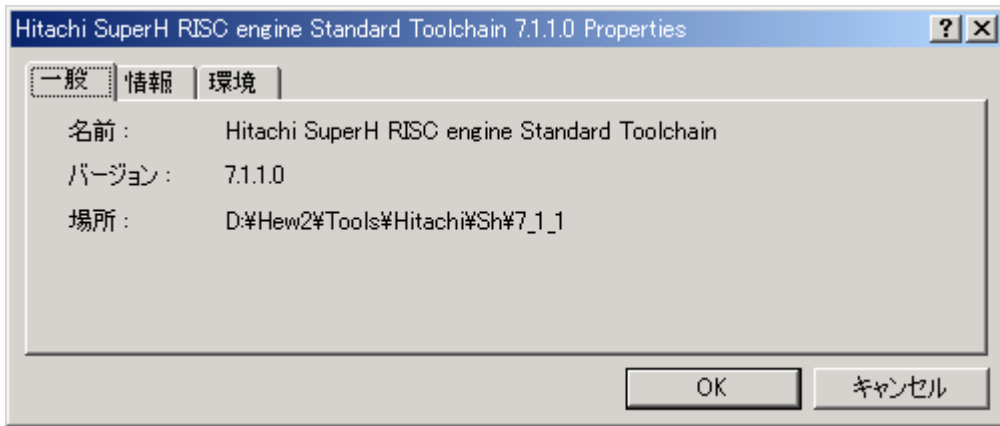 Hitachi SuperH RISC engine Standard Toolchain 7.1.1.0 Properties
一般 情報 環境
名前 : Hitachi SuperH RISC engine Standard Toolchain
バージョン : 7.1.1.0
場所 : D:¥Hew2¥Tools¥Hitachi¥Sh¥7_1_1
OK キャンセル